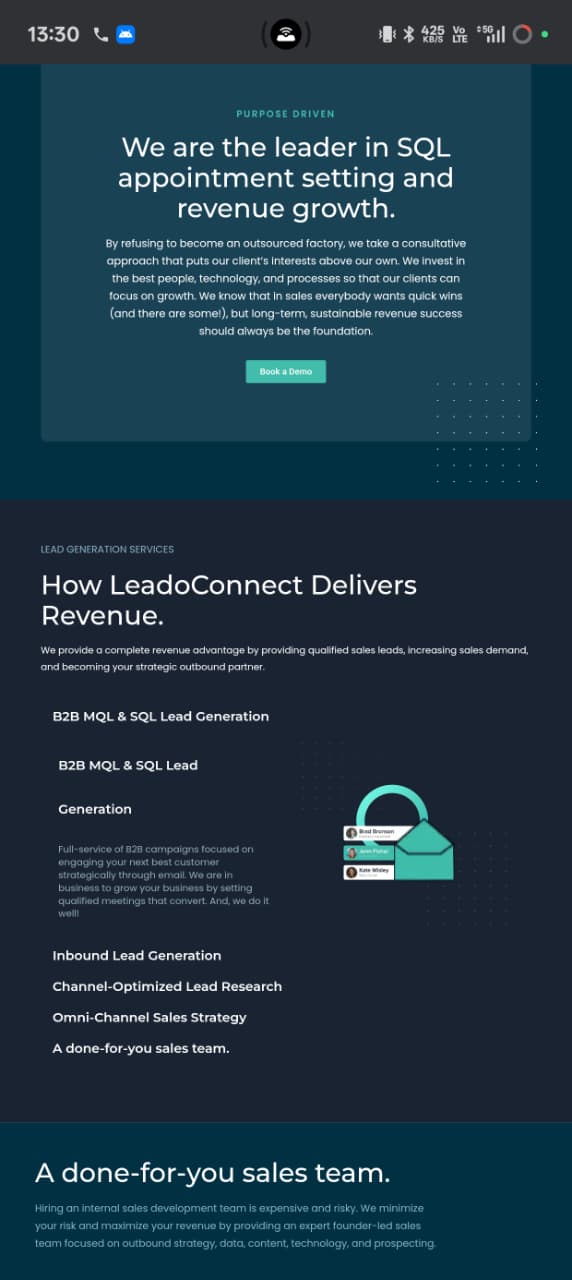 13:30
425
KB/S
Vo
LTE
5G
PURPOSE DRIVEN
We are the leader in SQL
appointment setting and
revenue growth.
By refusing to become an outsourced factory, we take a consultative
approach that puts our client's interests above our own. We invest in
the best people, technology, and processes so that our clients can
focus on growth. We know that in sales everybody wants quick wins
(and there are some!), but long-term, sustainable revenue success
should always be the foundation.
Book a Demo
LEAD GENERATION SERVICES
How LeadoConnect Delivers
Revenue.
We provide a complete revenue advantage by providing qualified sales leads, increasing sales demand,
and becoming your strategic outbound partner.
B2B MQL & SQL Lead Generation
B2B MQL & SQL Lead
Generation
Full-service of B2B campaigns focused on
engaging your next best customer
strategically through email. We are in
business to grow your business by setting
qualified meetings that convert. And, we do it
well!
Brad Bronson
Kate Wisley
Inbound Lead Generation
Channel-Optimized Lead Research
Omni-Channel Sales Strategy
A done-for-you sales team.
A done-for-you sales team.
Hiring an internal sales development team is expensive and risky. We minimize
your risk and maximize your revenue by providing an expert founder-led sales
team focused on outbound strategy, data, content, technology, and prospecting.